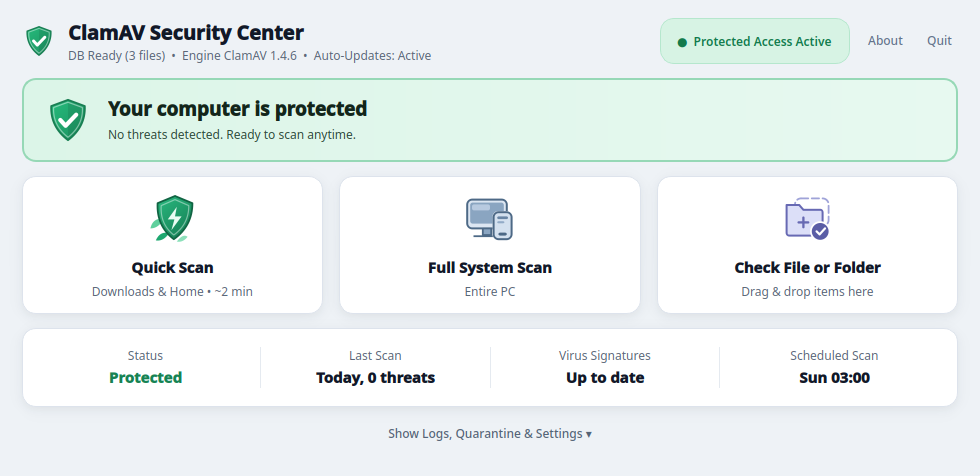 ClamAV Security Center
DB Ready (3 files) • Engine ClamAV 1.4.6 • Auto-Updates: Active
● Protected Access Active
About
Quit
Your computer is protected
No threats detected. Ready to scan anytime.
Quick Scan
Downloads & Home • ~2 min
Full System Scan
Entire PC
Check File or Folder
Drag & drop items here
Status
Protected
Last Scan
Today, 0 threats
Virus Signatures
Up to date
Scheduled Scan
Sun 03:00
Show Logs, Quarantine & Settings ▾